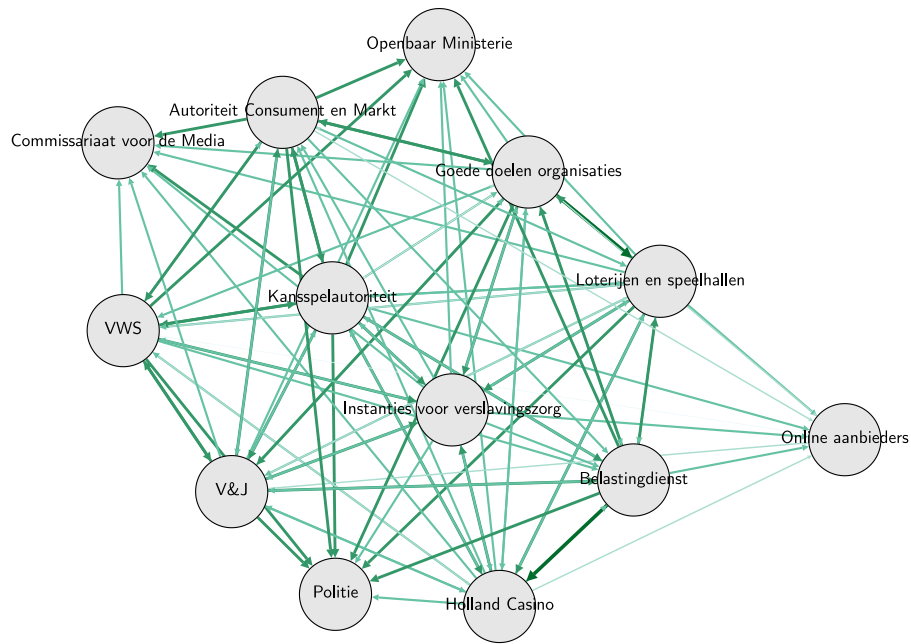 Openbaar Ministerie
Autoriteit Consument en Markt
Commissariaat voor de Media
Goede doelen organisaties
Loterijen en speelhallen
Kansspelautoriteit
VWS
Instanties voor verslavingszorg
Online aanbieders
Belastingdienst
V&J
Politie
Holland Casino